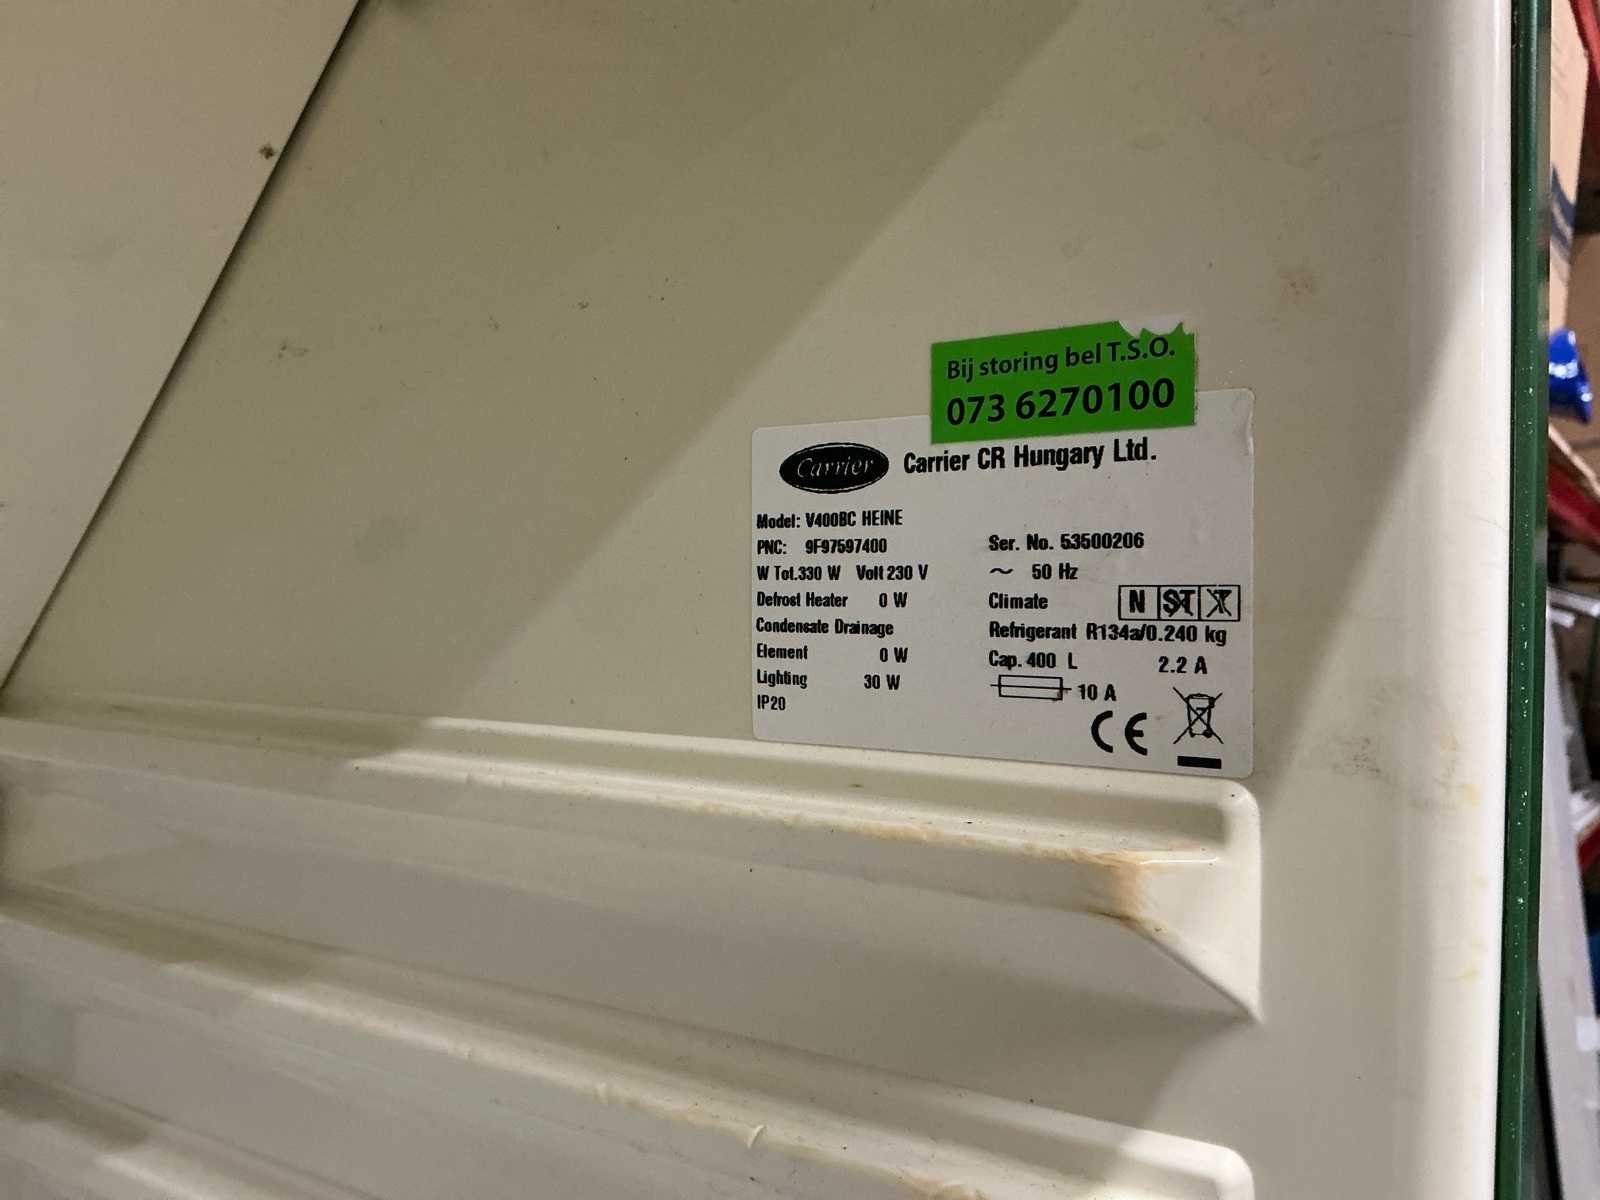 Bij storing bel T.S.O.
073 6270100
Carrier Carrier CR Hungary Ltd.
Model: V400BC HEINE
PNC: 9F97597400 Ser. No. 53500206
W Tot.330 W Volt 230 V ~ 50 Hz
Defrost Heater 0 W Climate N ST T
Condensate Drainage Refrigerant R134a/0.240 kg
Element 0 W Cap. 400 L 2.2 A
Lighting 30 W 10 A
IP20 CE